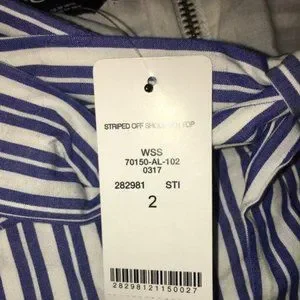 STRIPED OFF SHOULDER TOP
WSS
70150-AL-102
0317
282981 STI
2
28298121150027